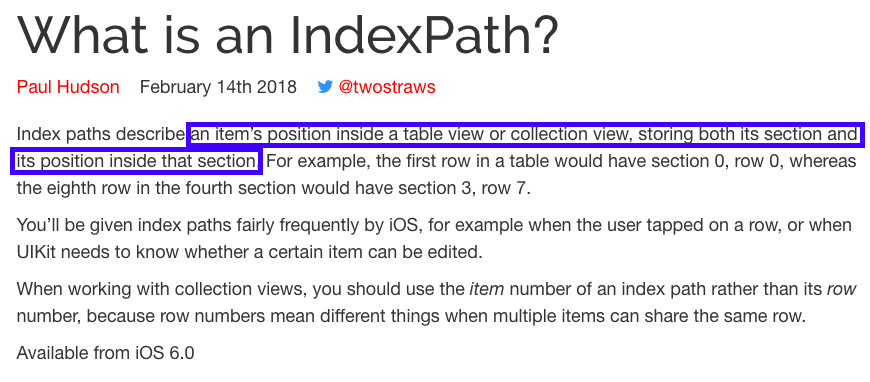 What is an IndexPath?
Paul Hudson February 14th 2018 @twostraws
Index paths describe an item’s position inside a table view or collection view, storing both its section and
its position inside that section. For example, the first row in a table would have section 0, row 0, whereas
the eighth row in the fourth section would have section 3, row 7.
You’ll be given index paths fairly frequently by iOS, for example when the user tapped on a row, or when
UIKit needs to know whether a certain item can be edited.
When working with collection views, you should use the item number of an index path rather than its row
number, because row numbers mean different things when multiple items can share the same row.
Available from iOS 6.0